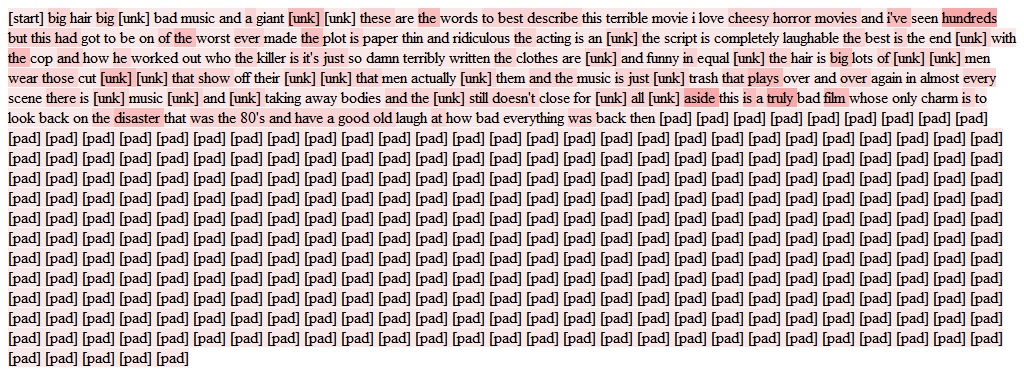 [start] big hair big [unk] bad music and a giant [unk] [unk] these are the words to best describe this terrible movie i love cheesy horror movies and i've seen hundreds
but this had got to be on of the worst ever made the plot is paper thin and ridiculous the acting is an [unk] the script is completely laughable the best is the end [unk] with
the cop and how he worked out who the killer is it's just so damn terribly written the clothes are [unk] and funny in equal [unk] the hair is big lots of [unk] [unk] men
wear those cut [unk] [unk] that show off their [unk] [unk] that men actually [unk] them and the music is just [unk] trash that plays over and over again in almost every
scene there is [unk] music [unk] and [unk] taking away bodies and the [unk] still doesn't close for [unk] all [unk] aside this is a truly bad film whose only charm is to
look back on the disaster that was the 80's and have a good old laugh at how bad everything was back then [pad] [pad] [pad] [pad] [pad] [pad] [pad] [pad] [pad]
[pad] [pad] [pad] [pad] [pad] [pad] [pad] [pad] [pad] [pad] [pad] [pad] [pad] [pad] [pad] [pad] [pad] [pad] [pad] [pad] [pad] [pad] [pad] [pad] [pad] [pad] [pad]
[pad] [pad] [pad] [pad] [pad] [pad] [pad] [pad] [pad] [pad] [pad] [pad] [pad] [pad] [pad] [pad] [pad] [pad] [pad] [pad] [pad] [pad] [pad] [pad] [pad] [pad] [pad]
[pad] [pad] [pad] [pad] [pad] [pad] [pad] [pad] [pad] [pad] [pad] [pad] [pad] [pad] [pad] [pad] [pad] [pad] [pad] [pad] [pad] [pad] [pad] [pad] [pad] [pad] [pad]
[pad] [pad] [pad] [pad] [pad] [pad] [pad] [pad] [pad] [pad] [pad] [pad] [pad] [pad] [pad] [pad] [pad] [pad] [pad] [pad] [pad] [pad] [pad] [pad] [pad] [pad] [pad]
[pad] [pad] [pad] [pad] [pad] [pad] [pad] [pad] [pad] [pad] [pad] [pad] [pad] [pad] [pad] [pad] [pad] [pad] [pad] [pad] [pad] [pad] [pad] [pad] [pad] [pad] [pad]
[pad] [pad] [pad] [pad] [pad] [pad] [pad] [pad] [pad] [pad] [pad] [pad] [pad] [pad] [pad] [pad] [pad] [pad] [pad] [pad] [pad] [pad] [pad] [pad] [pad] [pad] [pad]
[pad] [pad] [pad] [pad] [pad] [pad] [pad] [pad] [pad] [pad] [pad] [pad] [pad] [pad] [pad] [pad] [pad] [pad] [pad] [pad] [pad] [pad] [pad] [pad] [pad] [pad] [pad]
[pad] [pad] [pad] [pad] [pad] [pad] [pad] [pad] [pad] [pad] [pad] [pad] [pad] [pad] [pad] [pad] [pad] [pad] [pad] [pad] [pad] [pad] [pad] [pad] [pad] [pad] [pad]
[pad] [pad] [pad] [pad] [pad] [pad] [pad] [pad] [pad] [pad] [pad] [pad] [pad] [pad] [pad] [pad] [pad] [pad] [pad] [pad] [pad] [pad] [pad] [pad] [pad] [pad] [pad]
[pad] [pad] [pad] [pad] [pad] [pad] [pad] [pad] [pad] [pad] [pad] [pad] [pad] [pad] [pad] [pad] [pad] [pad] [pad] [pad] [pad] [pad] [pad] [pad] [pad] [pad] [pad]
[pad] [pad] [pad] [pad] [pad] [pad] [pad] [pad] [pad] [pad] [pad] [pad] [pad] [pad] [pad] [pad] [pad] [pad] [pad] [pad] [pad] [pad] [pad] [pad] [pad] [pad] [pad]
[pad] [pad] [pad] [pad] [pad]